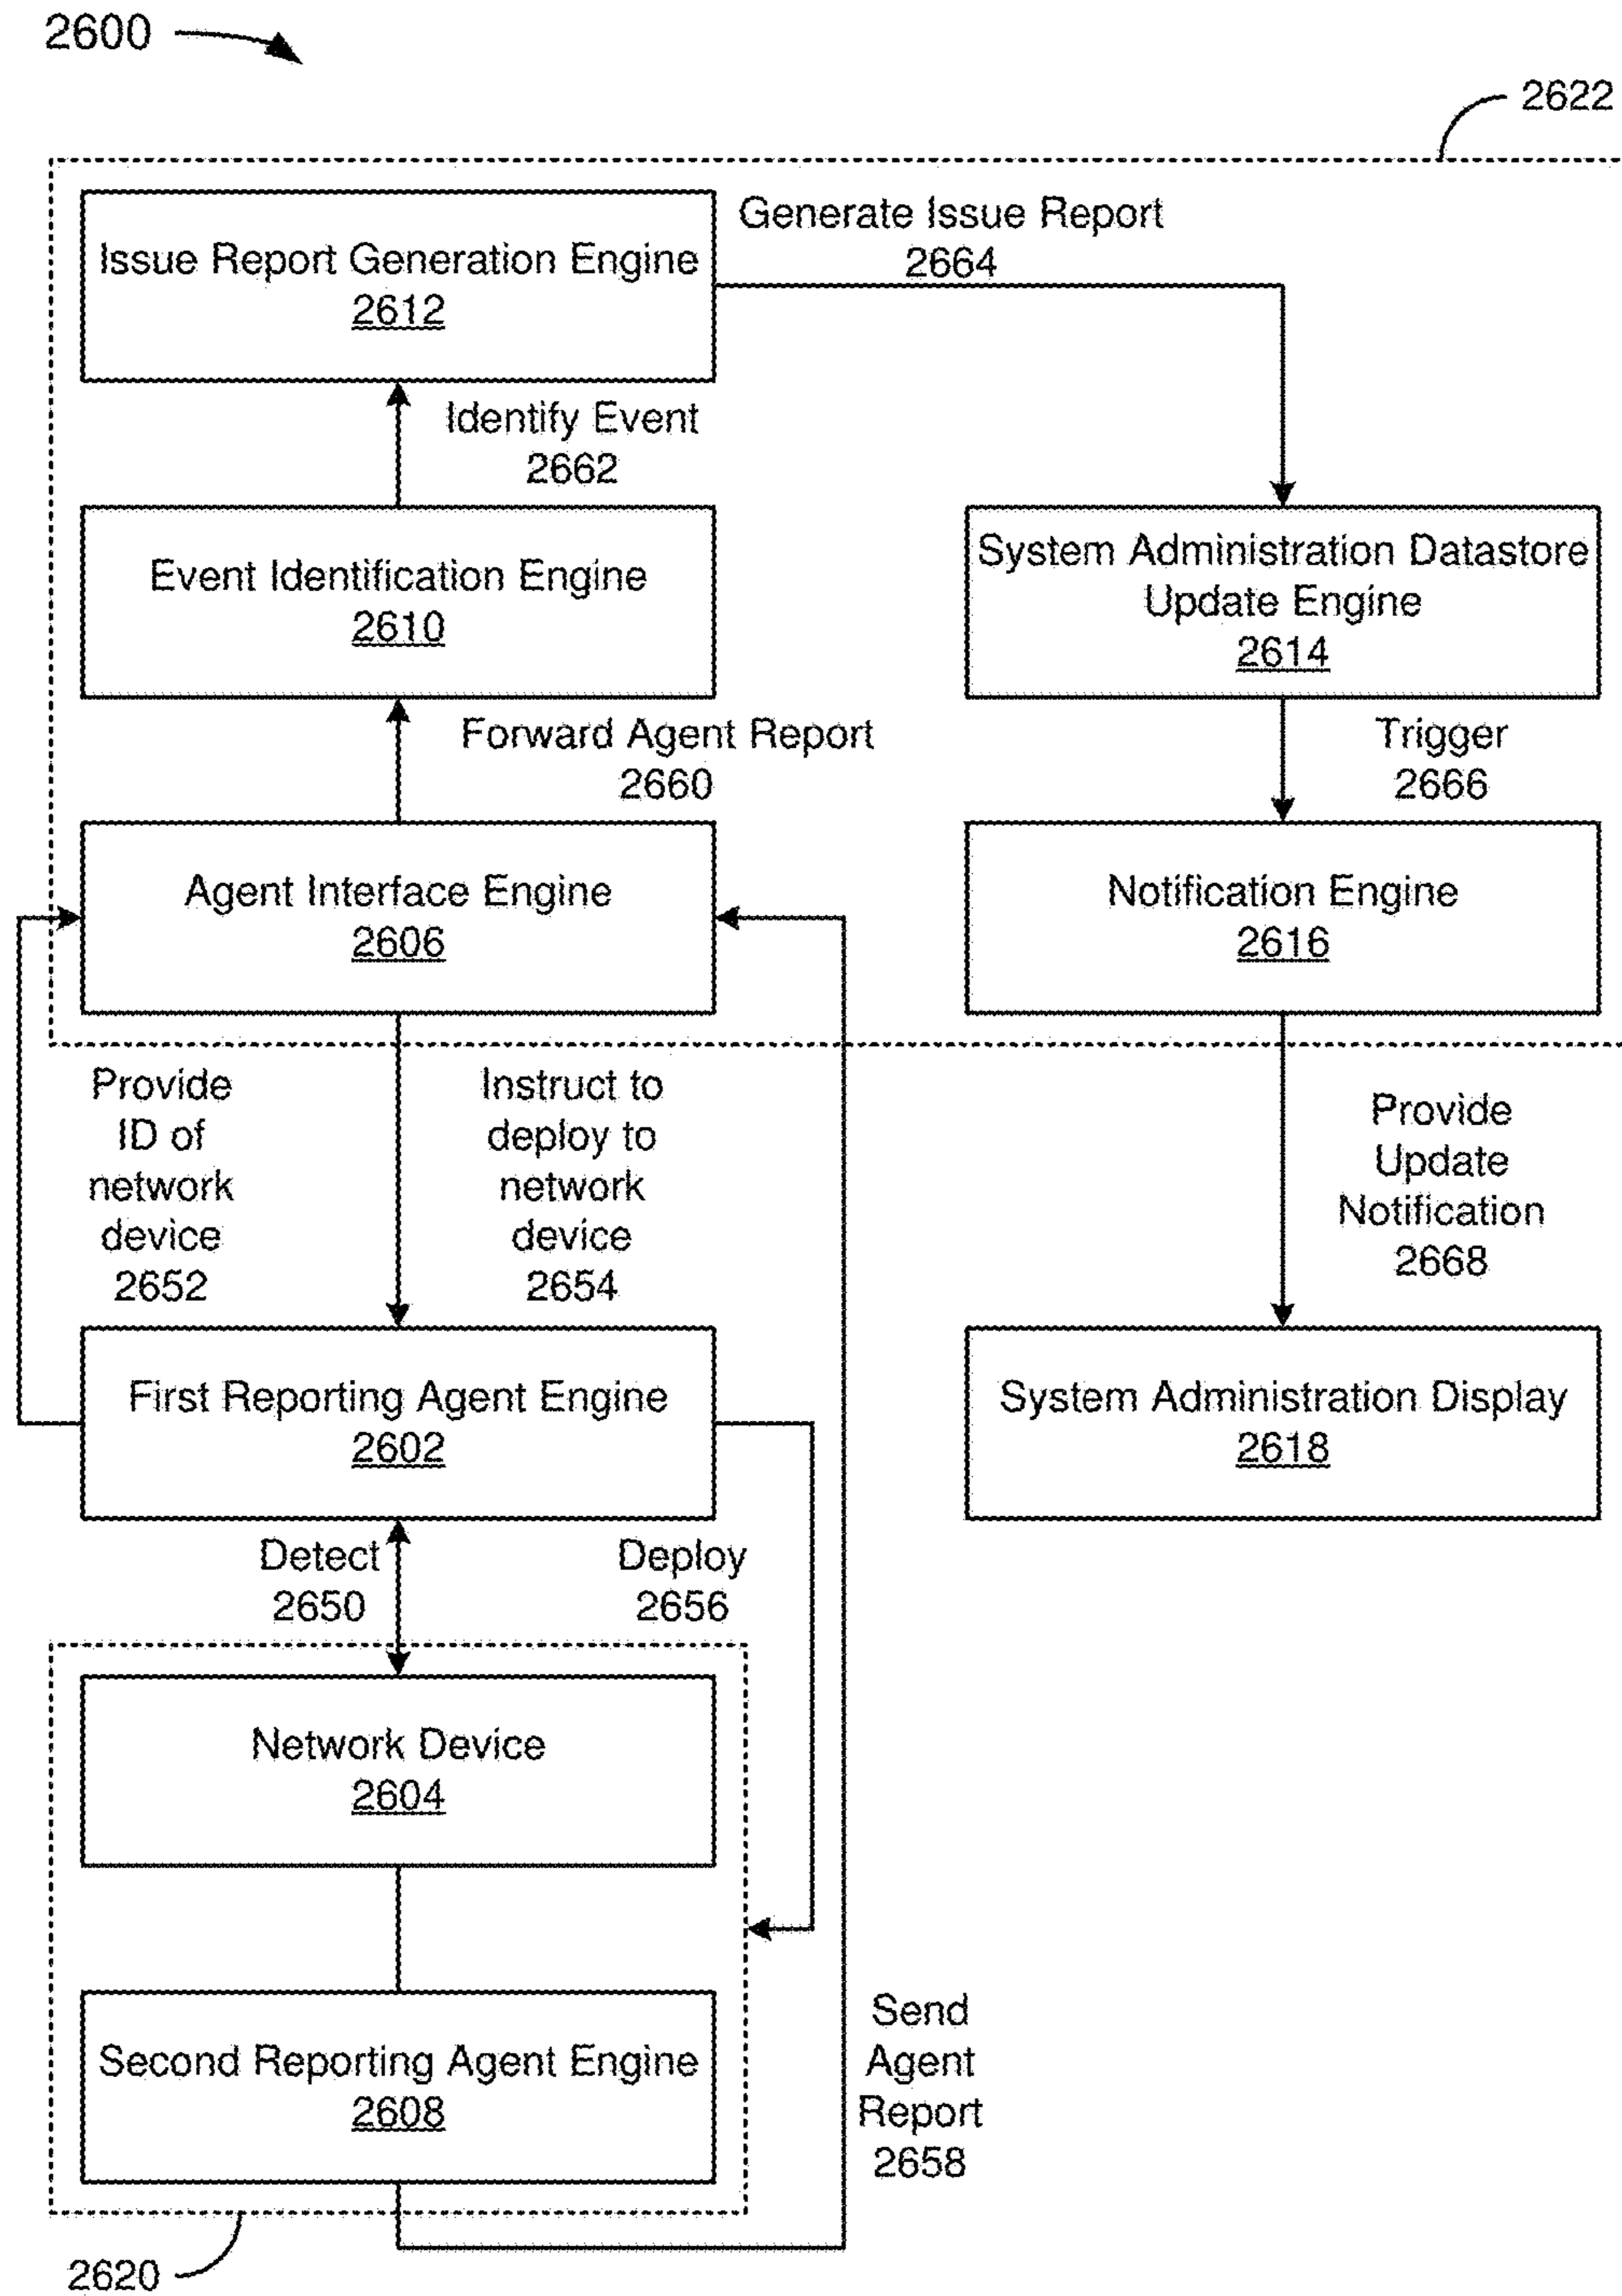 2600
2622
Issue Report Generation Engine
2612
Generate Issue Report
2664
Identify Event
2662
Event Identification Engine
2610
System Administration Datastore
Update Engine
2614
Forward Agent Report
2660
Trigger
2666
Agent Interface Engine
2606
Notification Engine
2616
Provide
ID of
network
device
2652
Instruct to
deploy to
network
device
2654
Provide
Update
Notification
2668
First Reporting Agent Engine
2602
System Administration Display
2618
Detect
2650
Deploy
2656
Network Device
2604
Second Reporting Agent Engine
2608
Send
Agent
Report
2658
2620